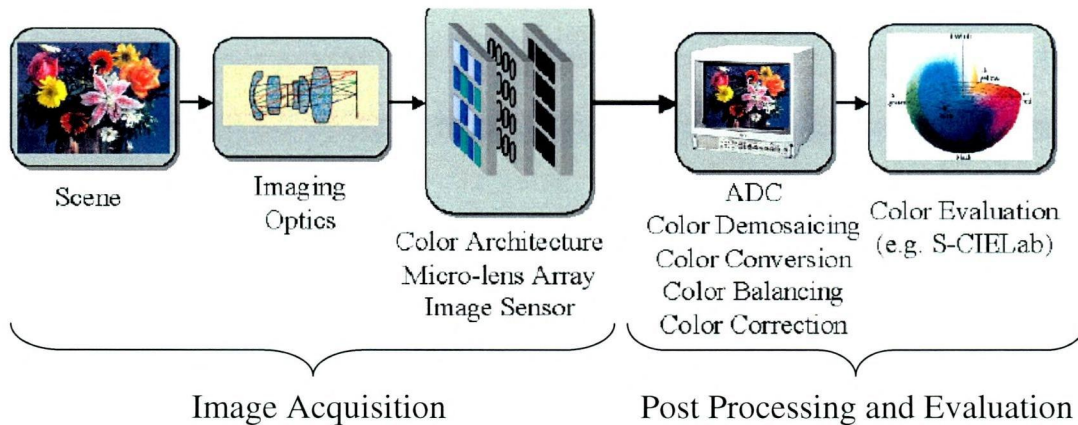 Scene
Imaging
Optics
Color Architecture
Micro-lens Array
Image Sensor
ADC
Color Demosaicing
Color Conversion
Color Balancing
Color Correction
Color Evaluation
(e.g. S-CIELab)
Image Acquisition
Post Processing and Evaluation